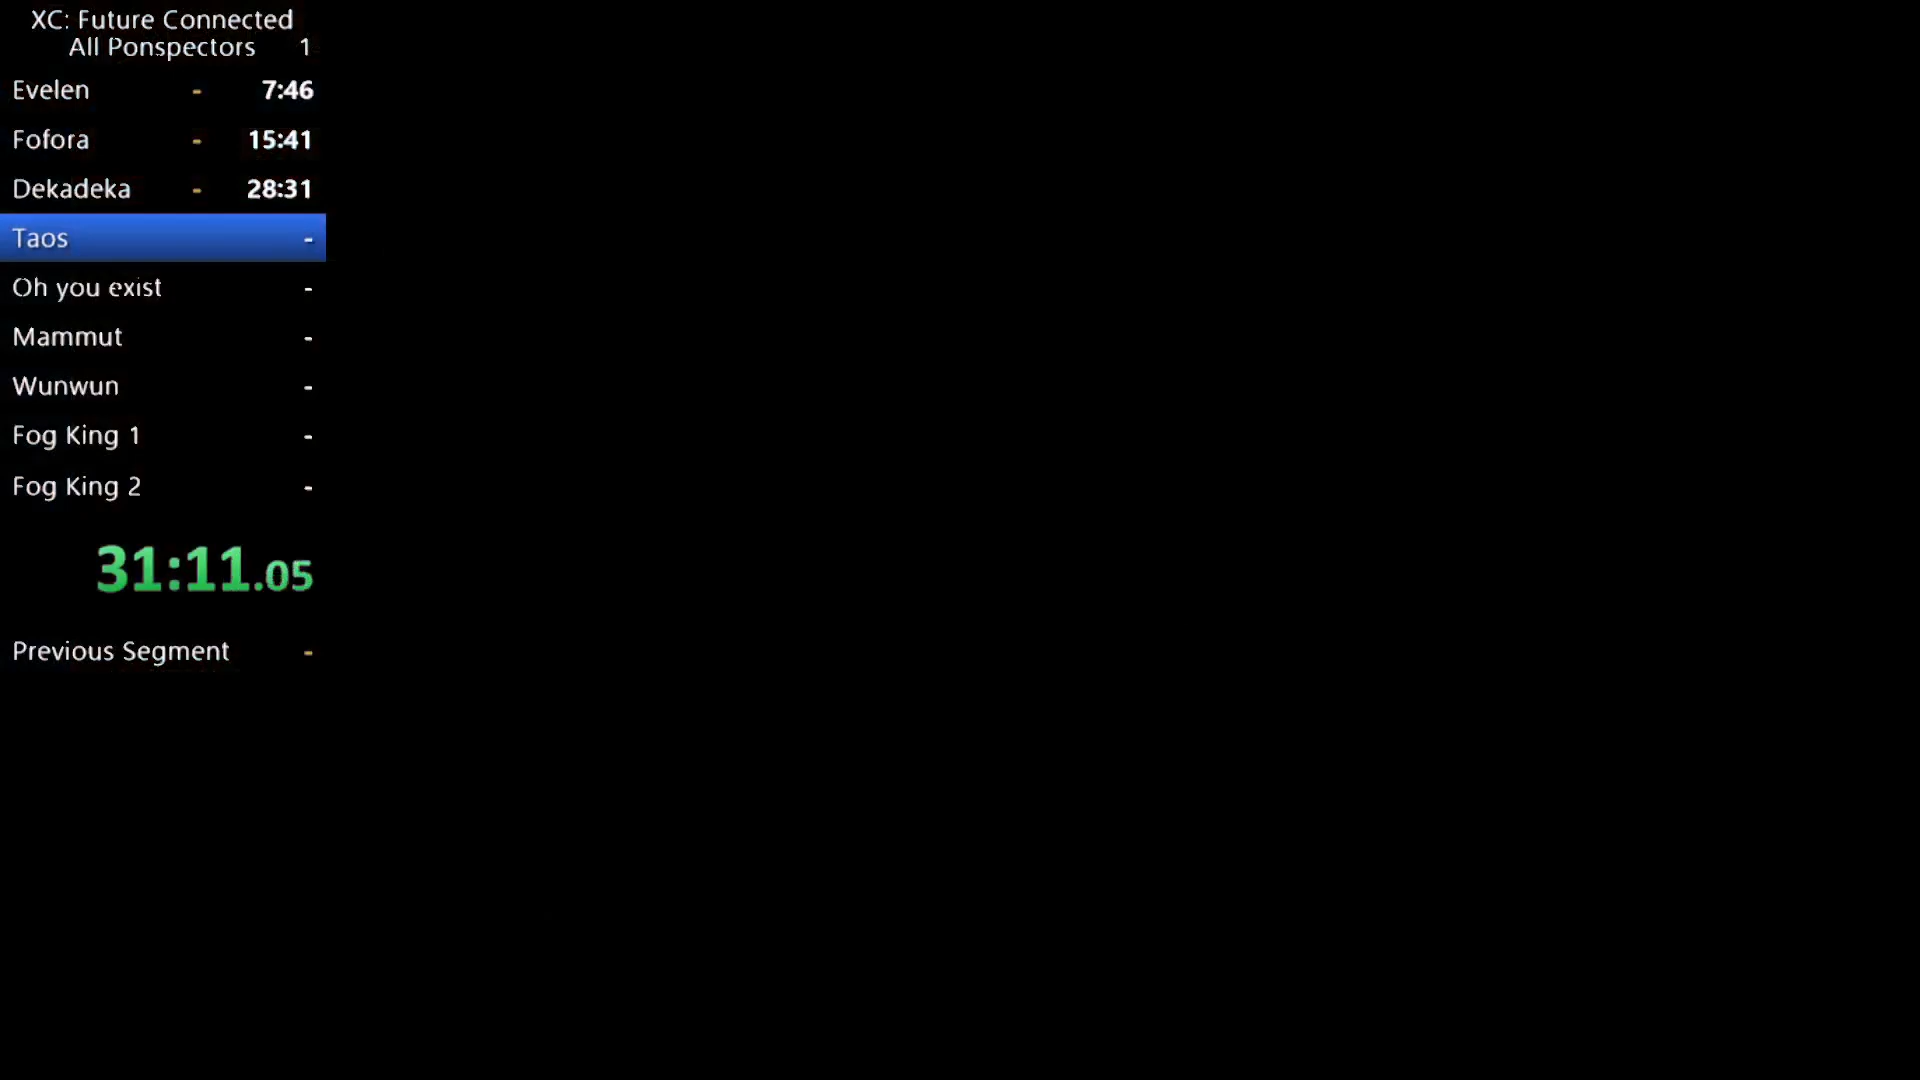 XC: Future Connected
All Ponspectors 1
Evelen - 7:46
Fofora - 15:41
Dekadeka - 28:31
Taos -
Oh you exist -
Mammut -
Wunwun -
Fog King 1 -
Fog King 2 -
31:11.05
Previous Segment -